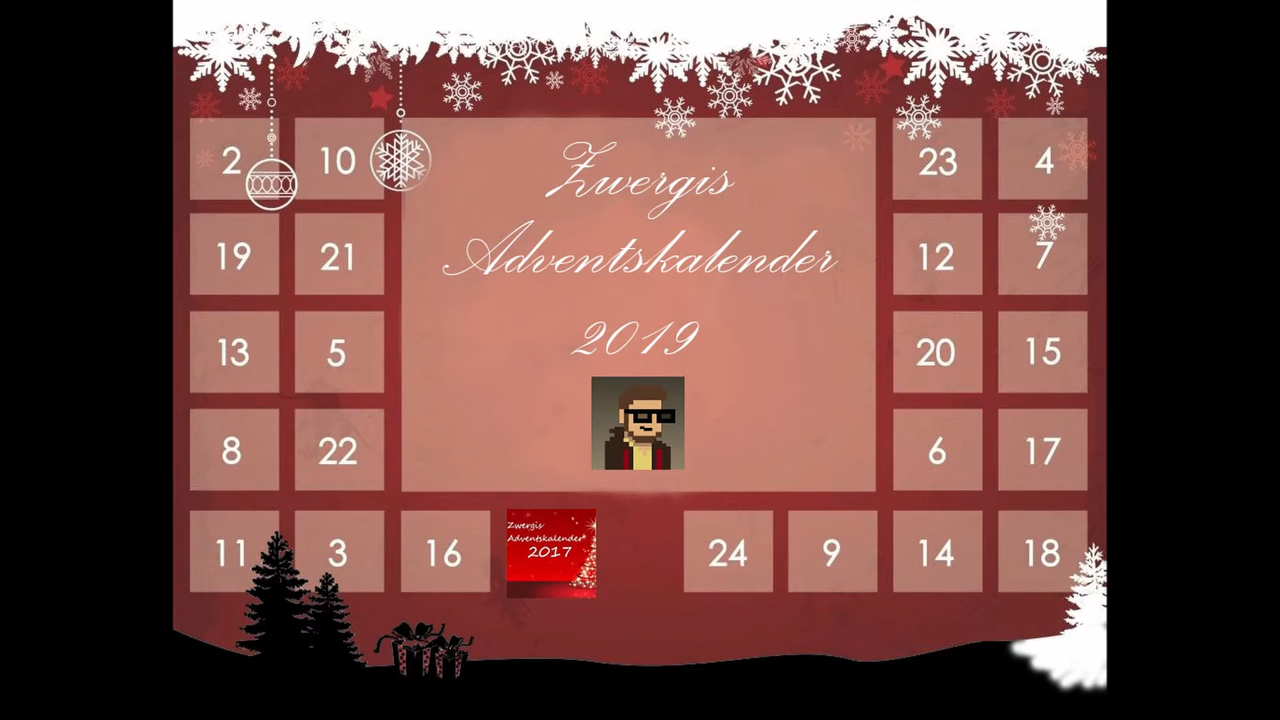 2 10 23 4
Zwergis
Adventskalender
19 21 12 7
2019
13 5 20 15
8 22 6 17
11 3 16 24 9 14 18
Zwergis
Adventskalender
2017